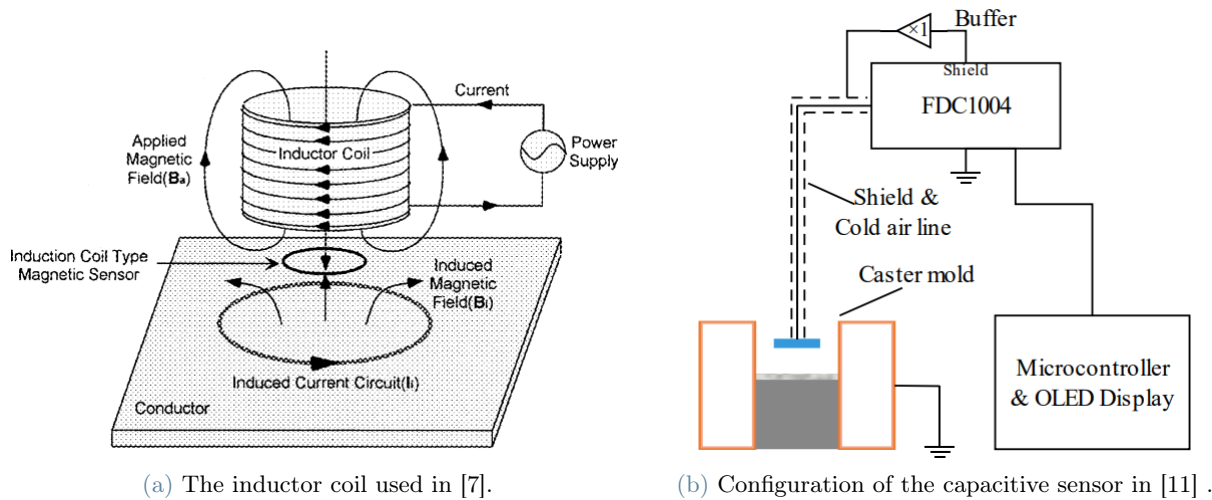 Current
Applied
Magnetic
Field(Ba)
Inductor Coil
Power
Supply
Induction Coil Type
Magnetic Sensor
Induced
Magnetic
Field(Bi)
Induced Current Circuit(Ii)
Conductor
(a) The inductor coil used in [7].
Buffer
×1
Shield
FDC1004
Shield &
Cold air line
Caster mold
Microcontroller
& OLED Display
(b) Configuration of the capacitive sensor in [11] .